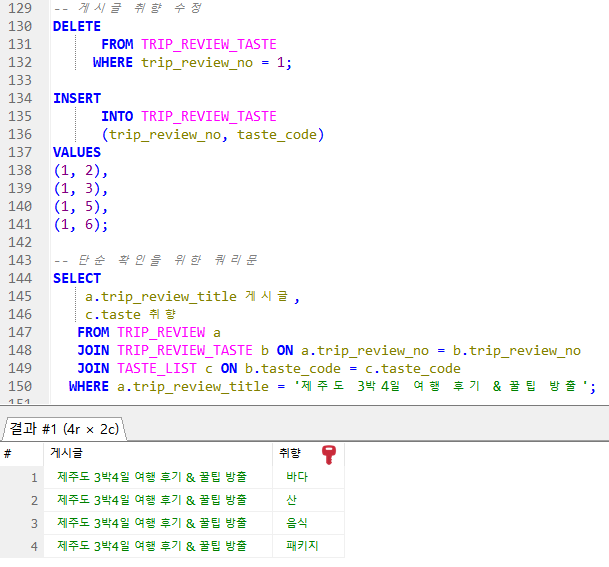 129 -- 게시글 취향 수정
130 DELETE
131 FROM TRIP_REVIEW_TASTE
132 WHERE trip_review_no = 1;
133
134 INSERT
135 INTO TRIP_REVIEW_TASTE
136 (trip_review_no, taste_code)
137 VALUES
138 (1, 2),
139 (1, 3),
140 (1, 5),
141 (1, 6);
142
143 -- 단순 확인을 위한 쿼리문
144 SELECT
145 a.trip_review_title 게시글,
146 c.taste 취향
147 FROM TRIP_REVIEW a
148 JOIN TRIP_REVIEW_TASTE b ON a.trip_review_no = b.trip_review_no
149 JOIN TASTE_LIST c ON b.taste_code = c.taste_code
150 WHERE a.trip_review_title = '제주도 3박4일 여행 후기 & 꿀팁 방출';
151
결과 #1 (4r × 2c)
# 게시글 취향
1 제주도 3박4일 여행 후기 & 꿀팁 방출 바다
2 제주도 3박4일 여행 후기 & 꿀팁 방출 산
3 제주도 3박4일 여행 후기 & 꿀팁 방출 음식
4 제주도 3박4일 여행 후기 & 꿀팁 방출 패키지